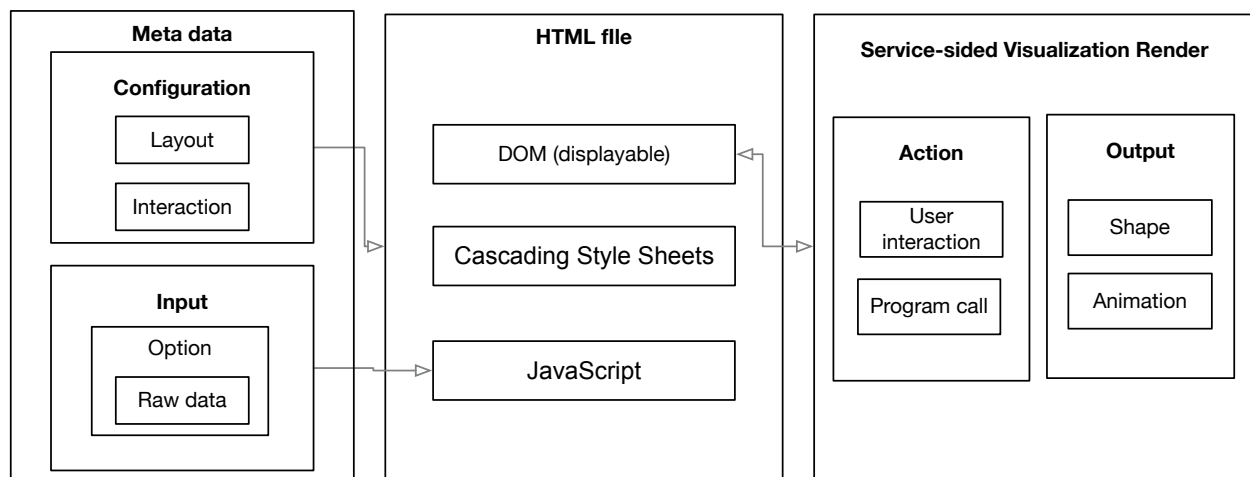 Meta data
Configuration
Layout
Interaction
Input
Option
Raw data
HTML flle
DOM (displayable)
Cascading Style Sheets
JavaScript
Service-sided Visualization Render
Action
User
interaction
Program call
Output
Shape
Animation